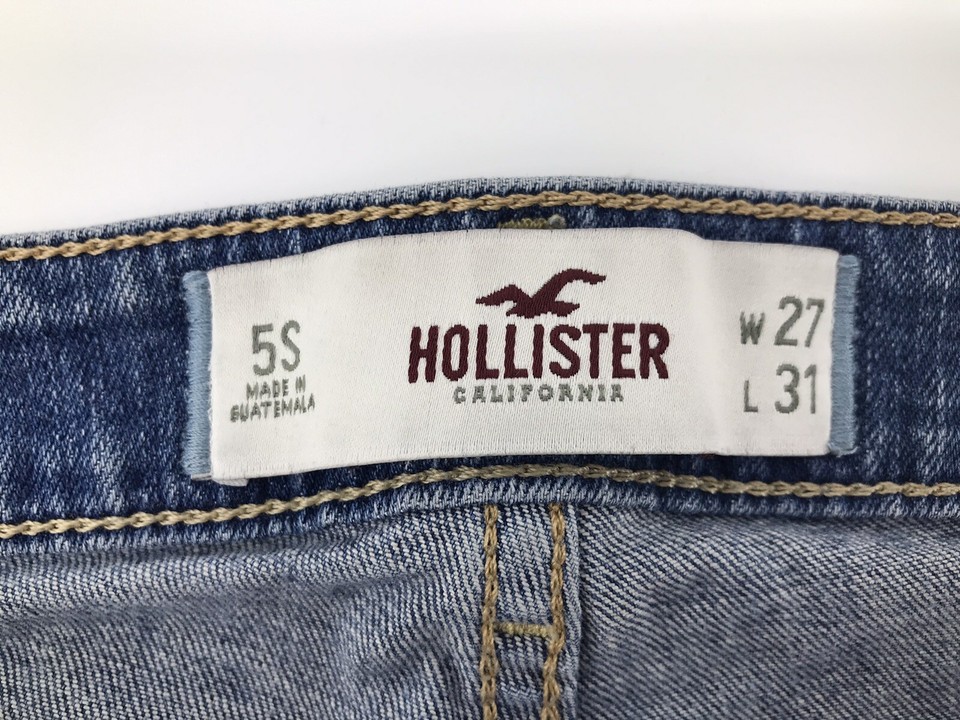 5S
MADE IN
GUATEMALA
HOLLISTER
CALIFORNIA
W 27
L 31